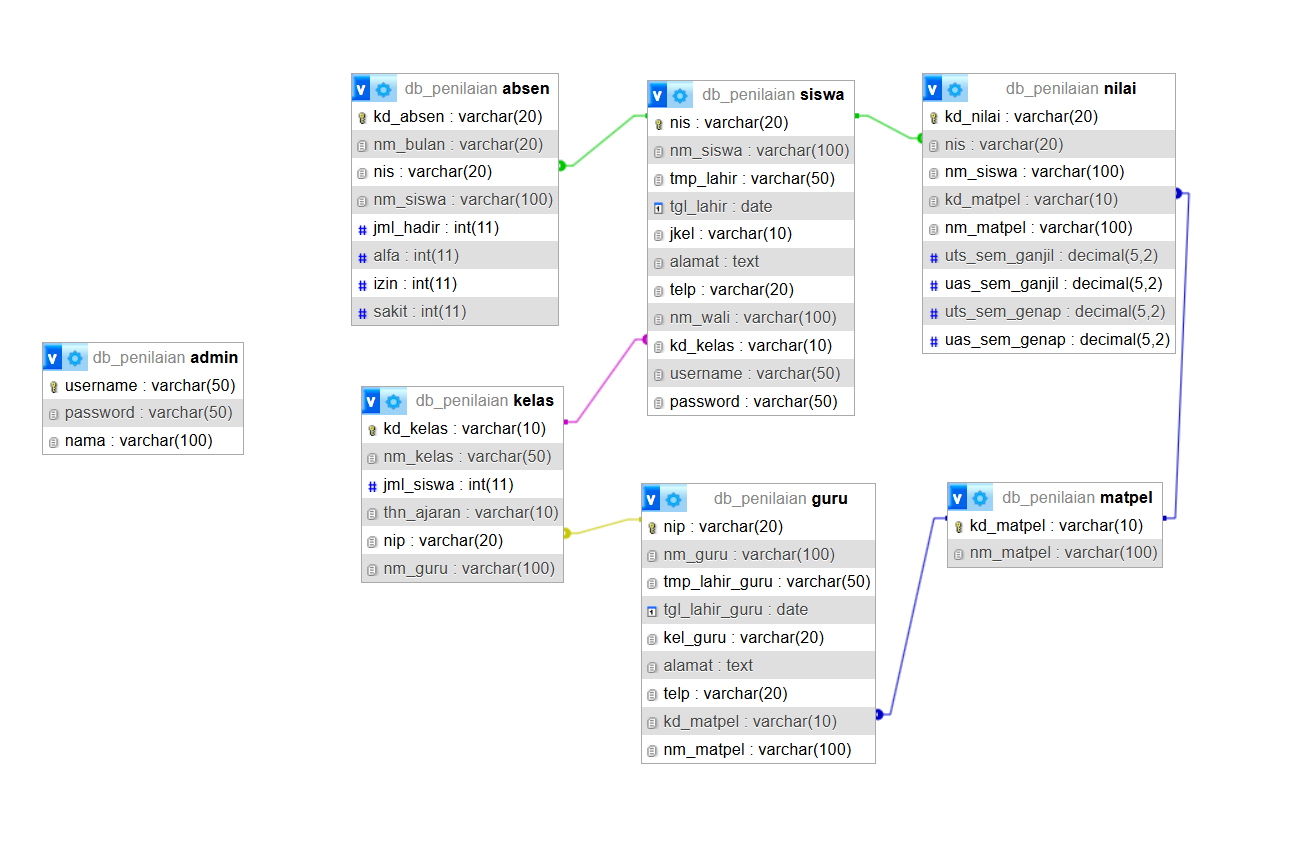 v db_penilaian absen
kd_absen : varchar(20)
nm_bulan : varchar(20)
nis : varchar(20)
nm_siswa : varchar(100)
# jml_hadir : int(11)
# alfa : int(11)
# izin : int(11)
# sakit : int(11)
v db_penilaian siswa
nis : varchar(20)
nm_siswa : varchar(100)
tmp_lahir : varchar(50)
tgl_lahir : date
jkel : varchar(10)
alamat : text
telp : varchar(20)
nm_wali : varchar(100)
kd_kelas : varchar(10)
username : varchar(50)
password : varchar(50)
v db_penilaian nilai
kd_nilai : varchar(20)
nis : varchar(20)
nm_siswa : varchar(100)
kd_matpel : varchar(10)
nm_matpel : varchar(100)
# uts_sem_ganjil : decimal(5,2)
# uas_sem_ganjil : decimal(5,2)
# uts_sem_genap : decimal(5,2)
# uas_sem_genap : decimal(5,2)
v db_penilaian admin
username : varchar(50)
password : varchar(50)
nama : varchar(100)
v db_penilaian kelas
kd_kelas : varchar(10)
nm_kelas : varchar(50)
# jml_siswa : int(11)
thn_ajaran : varchar(10)
nip : varchar(20)
nm_guru : varchar(100)
v db_penilaian guru
nip : varchar(20)
nm_guru : varchar(100)
tmp_lahir_guru : varchar(50)
tgl_lahir_guru : date
kel_guru : varchar(20)
alamat : text
telp : varchar(20)
kd_matpel : varchar(10)
nm_matpel : varchar(100)
v db_penilaian matpel
kd_matpel : varchar(10)
nm_matpel : varchar(100)